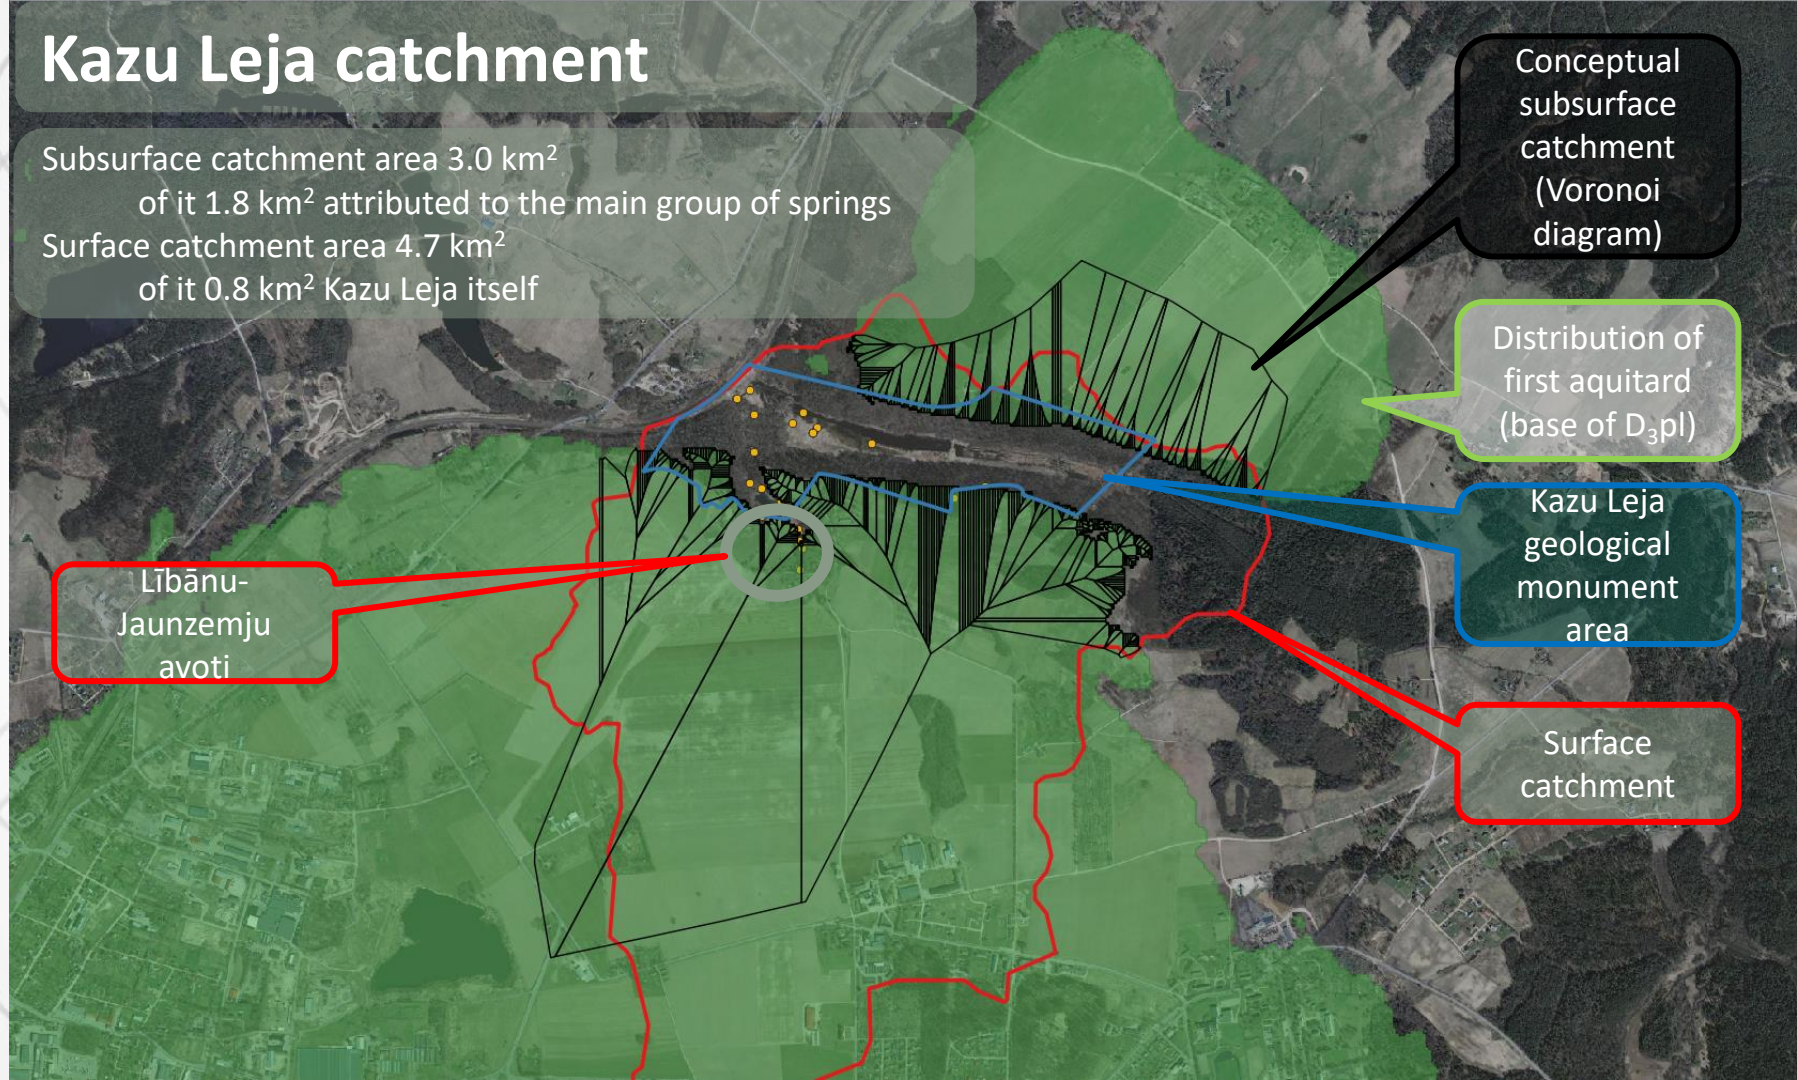 Kazu Leja catchment
Subsurface catchment area 3.0 km²
of it 1.8 km² attributed to the main group of springs
Surface catchment area 4.7 km²
of it 0.8 km² Kazu Leja itself
Conceptual
subsurface
catchment
(Voronoi
diagram)
Distribution of
first aquitard
(base of D₃pl)
Kazu Leja
geological
monument
area
Lībānu-
Jaunzemju
avoti
Surface
catchment